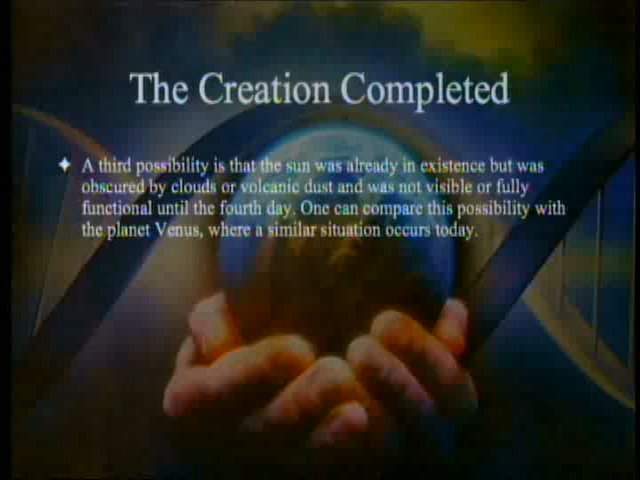 The Creation Completed
A third possibility is that the sun was already in existence but was
obscured by clouds or volcanic dust and was not visible or fully
functional until the fourth day. One can compare this possibility with
the planet Venus, where a similar situation occurs today.